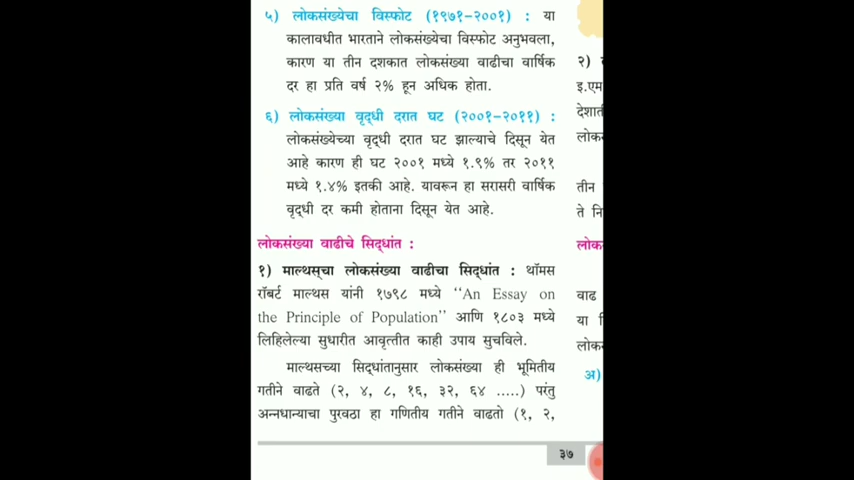 ५) लोकसंख्येचा विस्फोट (१९७१-२००१) : या
कालावधीत भारताने लोकसंख्येचा विस्फोट अनुभवला,
कारण या तीन दशकात लोकसंख्या वाढीचा वार्षिक
दर हा प्रति वर्ष २% हून अधिक होता.
६) लोकसंख्या वृद्धी दरात घट (२००१-२०११) :
लोकसंख्येच्या वृद्धी दरात घट झाल्याचे दिसून येत
आहे कारण ही घट २००१ मध्ये १.९% तर २०११
मध्ये १.४% इतकी आहे. यावरून हा सरासरी वार्षिक
वृद्धी दर कमी होताना दिसून येत आहे.
लोकसंख्या वाढीचे सिद्धांत :
१) माल्थस्‌चा लोकसंख्या वाढीचा सिद्धांत : थॉमस
रॉबर्ट माल्थस यांनी १७९८ मध्ये ‘‘An Essay on
the Principle of Population’’ आणि १८०३ मध्ये
लिहिलेल्या सुधारीत आवृत्तीत काही उपाय सुचविले.
माल्थसच्या सिद्धांतानुसार लोकसंख्या ही भूमितीय
गतीने वाढते (२, ४, ८, १६, ३२, ६४ .....) परंतु
अन्नधान्याचा पुरवठा हा गणितीय गतीने वाढतो (१, २,
३७
२)
इ.एम
देशाती
लोक
तीन
ते नि
लोक
वाढ
या
लोक
अ)